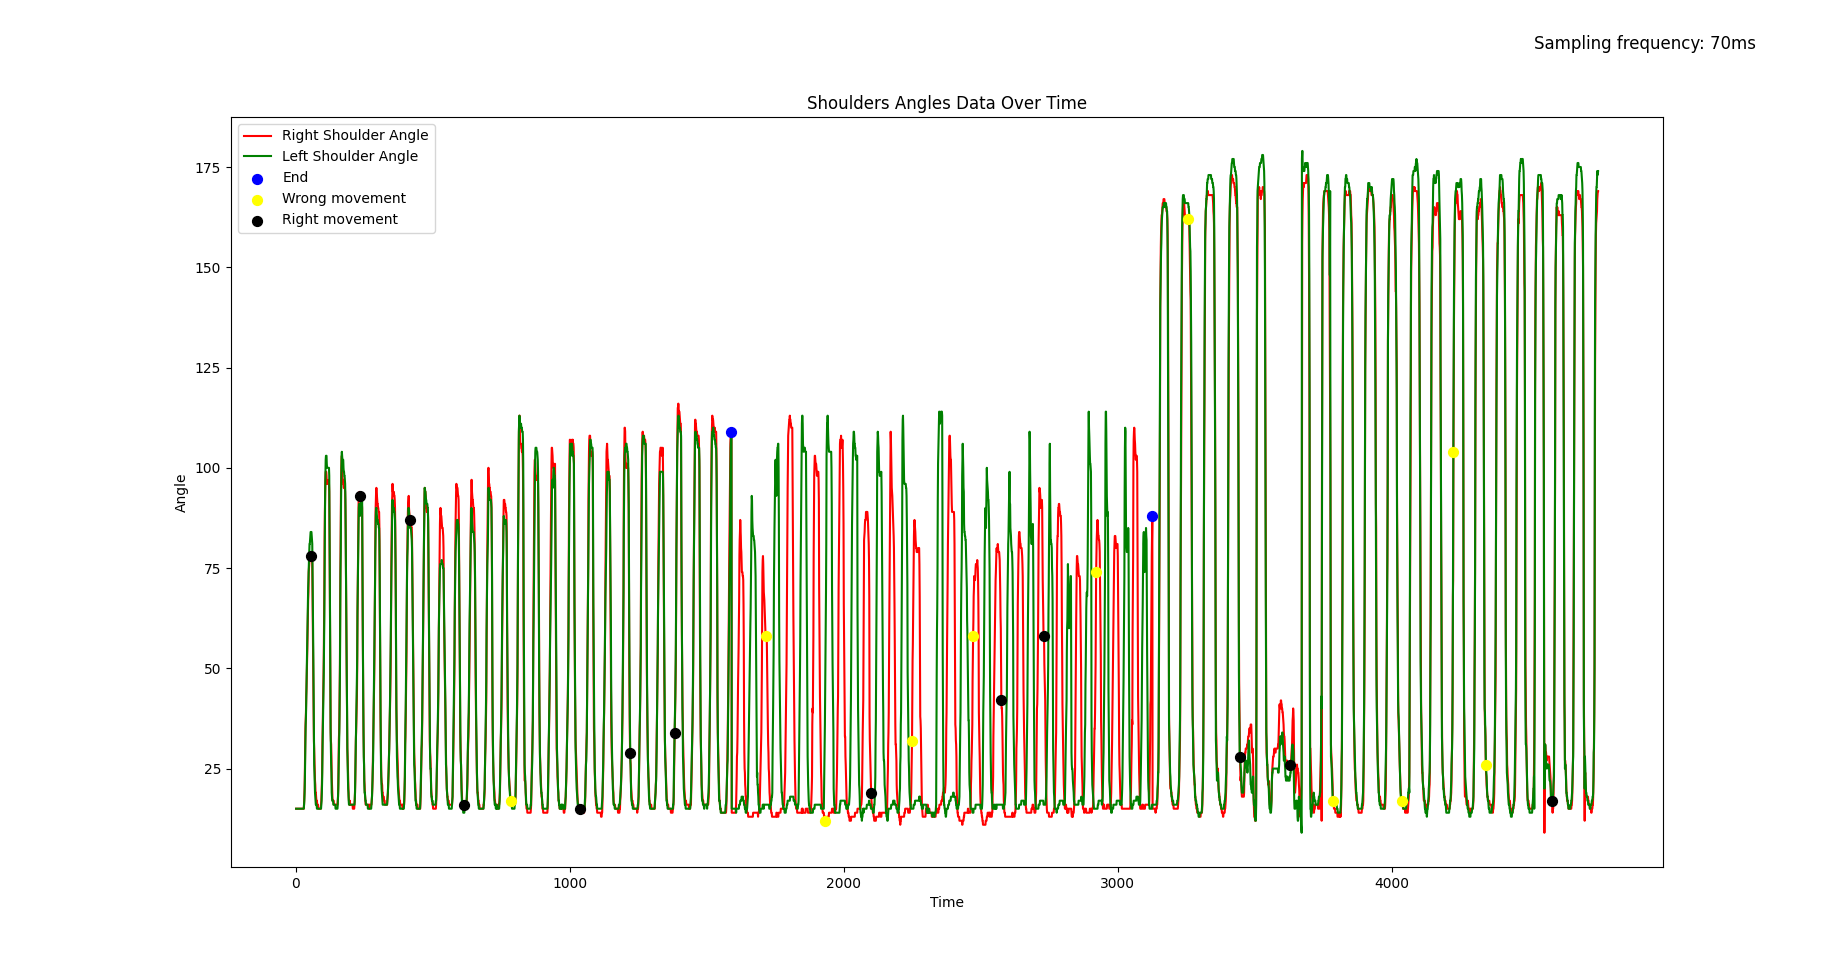 Sampling frequency: 70ms
Shoulders Angles Data Over Time
Right Shoulder Angle
Left Shoulder Angle
End
Wrong movement
Right movement
175
150
125
100
75
50
25
Angle
0 1000 2000 3000 4000
Time